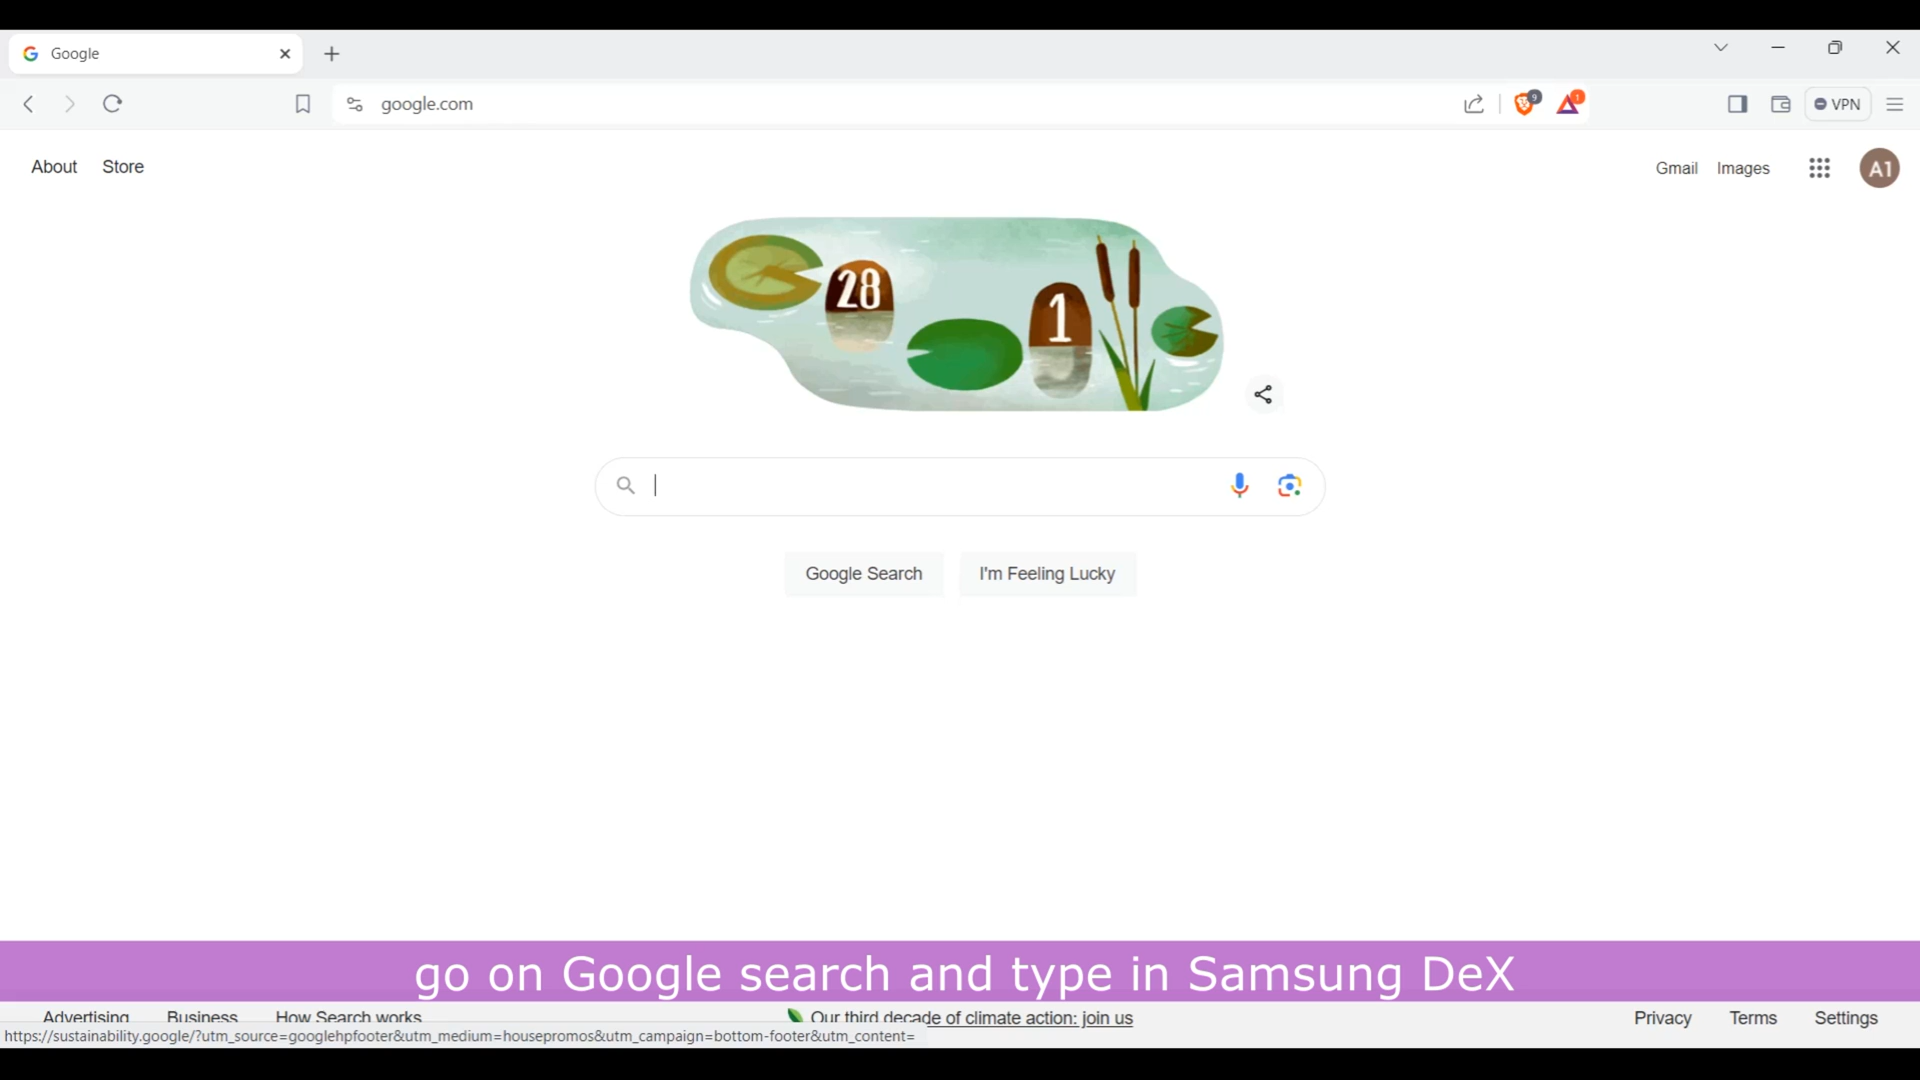 Google
google.com
9
1
VPN
About Store
Gmail Images
A1
28
1
Google Search
I'm Feeling Lucky
go on Google search and type in Samsung DeX
Advertising Business How Search works
Our third decade of climate action: join us
Privacy Terms Settings
https://sustainability.google/?utm_source=googlehpfooter&utm_medium=housepromos&utm_campaign=bottom-footer&utm_content=